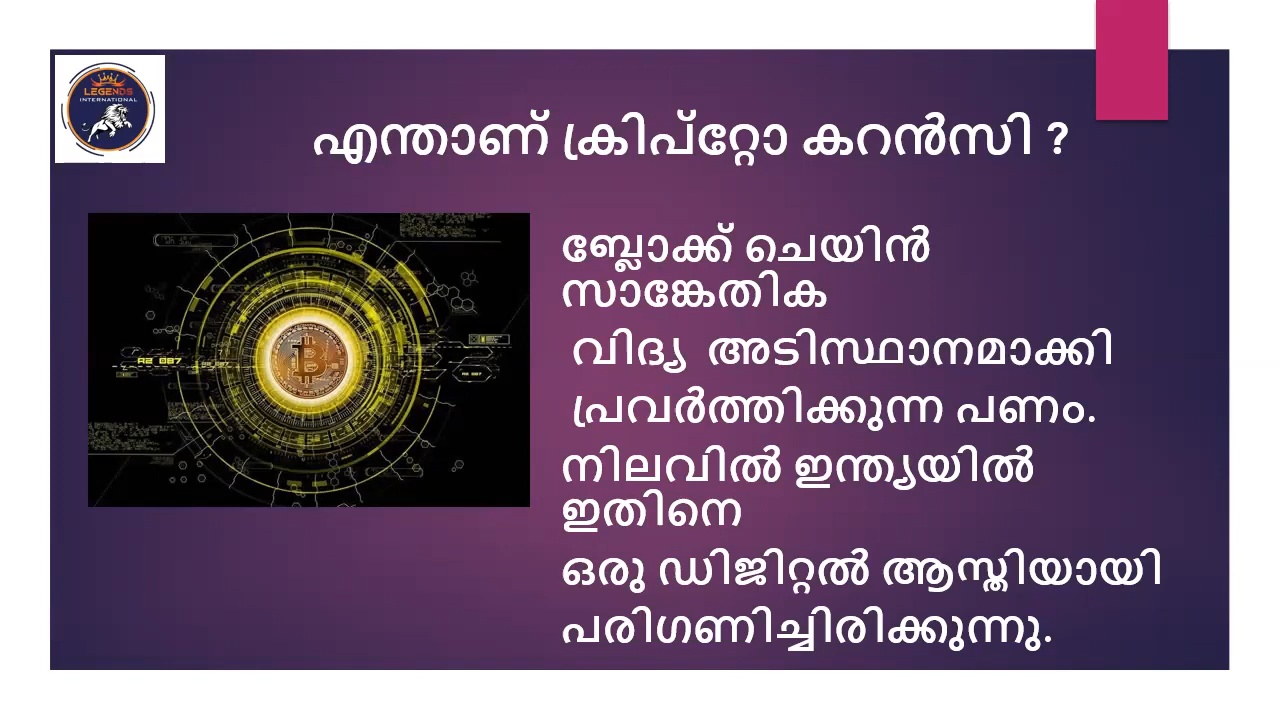 LEGENDS
INTERNATIONAL
എന്താണ് ക്രിപ്റ്റോ കറൻസി ?
ബ്ലോക്ക് ചെയിൻ
സാങ്കേതിക
വിദ്യ അടിസ്ഥാനമാക്കി
പ്രവർത്തിക്കുന്ന പണം.
നിലവിൽ ഇന്ത്യയിൽ
ഇതിനെ
ഒരു ഡിജിറ്റൽ ആസ്തിയായി
പരിഗണിച്ചിരിക്കുന്നു.